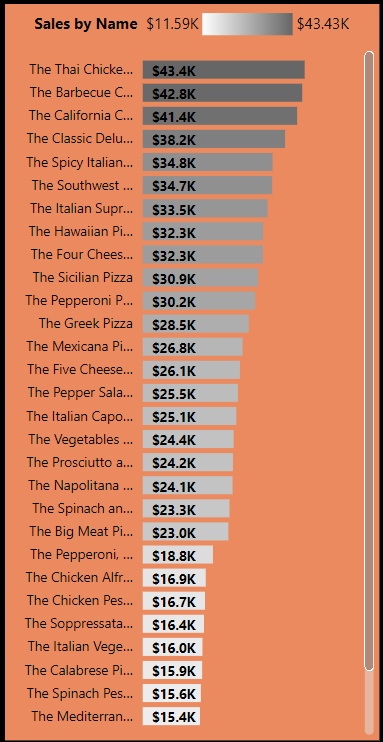 Sales by Name $11.59K $43.43K
The Thai Chicke... $43.4K
The Barbecue C... $42.8K
The California C... $41.4K
The Classic Delu... $38.2K
The Spicy Italian... $34.8K
The Southwest ... $34.7K
The Italian Supr... $33.5K
The Hawaiian Pi... $32.3K
The Four Chees... $32.3K
The Sicilian Pizza $30.9K
The Pepperoni P... $30.2K
The Greek Pizza $28.5K
The Mexicana Pi... $26.8K
The Five Cheese... $26.1K
The Pepper Sala... $25.5K
The Italian Capo... $25.1K
The Vegetables ... $24.4K
The Prosciutto a... $24.2K
The Napolitana ... $24.1K
The Spinach an... $23.3K
The Big Meat Pi... $23.0K
The Pepperoni, ... $18.8K
The Chicken Alfr... $16.9K
The Chicken Pes... $16.7K
The Soppressata... $16.4K
The Italian Vege... $16.0K
The Calabrese Pi... $15.9K
The Spinach Pes... $15.6K
The Mediterran... $15.4K